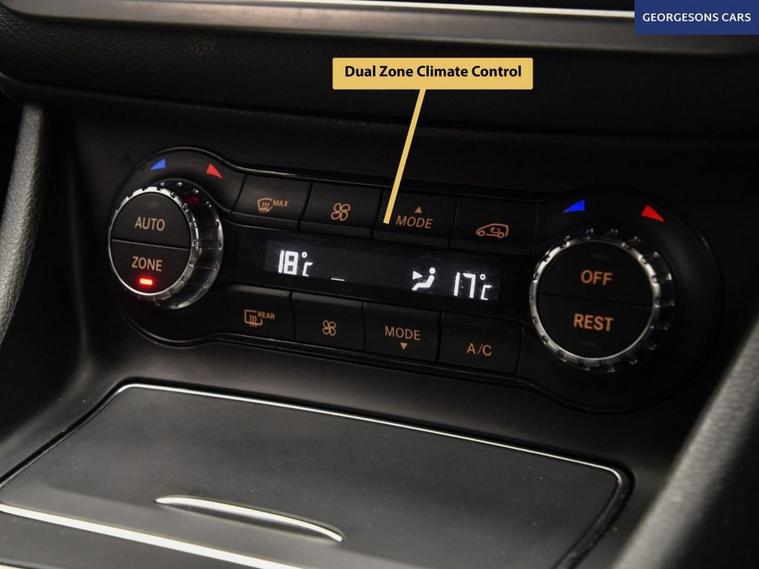 GEORGESONS CARS
Dual Zone Climate Control
MAX
MODE
AUTO
ZONE
18°c
17°c
OFF
REST
REAR
MODE
A/C